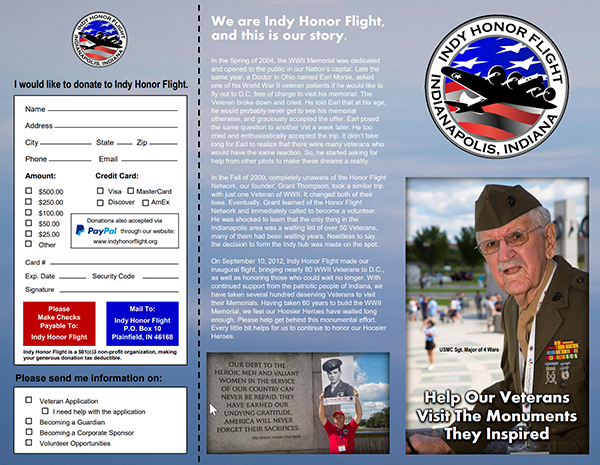 INDY HONOR FLIGHT
INDIANAPOLIS, INDIANA
I would like to donate to Indy Honor Flight.
Name
Address
City State Zip
Phone Email
Amount: Credit Card:
$500.00
$250.00
$100.00
$50.00
$25.00
Other
Visa MasterCard
Discover AmEx
Donations also accepted via
PayPal through our website:
www.indyhonorflight.org
Card #
Exp. Date Security Code
Signature
Please
Make Checks
Payable To:
Indy Honor Flight
Mail To:
Indy Honor Flight
P.O. Box 10
Plainfield, IN 46168
Indy Honor Flight is a 501(c)3 non-profit organization, making
your generous donation tax deductible.
Please send me information on:
Veteran Application
I need help with the application
Becoming a Guardian
Becoming a Corporate Sponsor
Volunteer Opportunities
We are Indy Honor Flight,
and this is our story.
In the Spring of 2004, the WWII Memorial was dedicated
and opened to the public in our Nation's capital. Late the
same year, a Doctor in Ohio named Earl Morse, asked
one of his World War II veteran patients if he would like to
fly out to D.C. free of charge to visit his memorial. The
Veteran broke down and cried. He told Earl that at his age,
he would probably never get to see his memorial
otherwise, and graciously accepted the offer. Earl posed
the same question to another Vet a week later. He too
cried and enthusiastically accepted the trip. It didn't take
long for Earl to realize that there were many veterans who
would have the same reaction. So, he started asking for
help from other pilots to make these dreams a reality.
In the Fall of 2009, completely unaware of the Honor Flight
Network, our founder, Grant Thompson, took a similar trip
with just one Veteran of WWII. It changed both of their
lives. Eventually, Grant learned of the Honor Flight
Network and immediately called to become a volunteer.
He was shocked to learn that the only thing in the
Indianapolis area was a waiting list of over 50 Veterans,
many of them had been waiting years. Needless to say,
the decision to form the Indy hub was made on the spot.
On September 10, 2012, Indy Honor Flight made our
inaugural flight, bringing nearly 80 WWII Veterans to D.C.,
as well as honoring those who could wait no longer. With
continued support from the patriotic people of Indiana, we
have taken several hundred deserving Veterans to visit
their Memorials. Having taken 60 years to build the WWII
Memorial, we feel our Hoosier Heroes have waited long
enough. Please help get behind this monumental effort.
Every little bit helps for us to continue to honor our Hoosier
Heroes.
OUR DEBT TO THE
HEROIC MEN AND VALIANT
WOMEN IN THE SERVICE
OF OUR COUNTRY CAN
NEVER BE REPAID. THEY
HAVE EARNED OUR
UNDYING GRATITUDE.
AMERICA WILL NEVER
FORGET THEIR SACRIFICES.
PRESIDENT HARRY S TRUMAN
INDY HONOR FLIGHT
INDIANAPOLIS, INDIANA
USMC Sgt. Major of 4 Wars
Help Our Veterans
Visit The Monuments
They Inspired